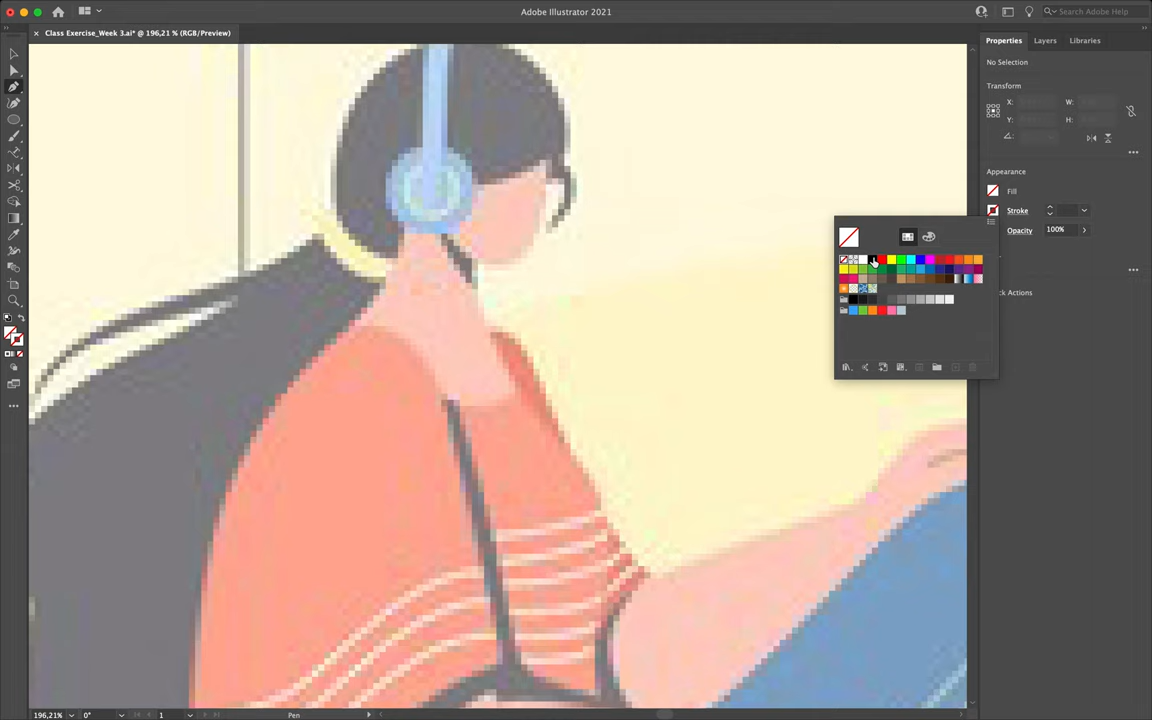 Adobe Illustrator 2021
Search Adobe Help
Class Exercise_Week 3.ai* @ 196,21 % (RGB/Preview)
Properties
Layers
Libraries
No Selection
Transform
X:
W:
Y:
H:
Appearance
Fill
Stroke
Opacity
100%
ck Actions
196,21%
0°
1
Pen